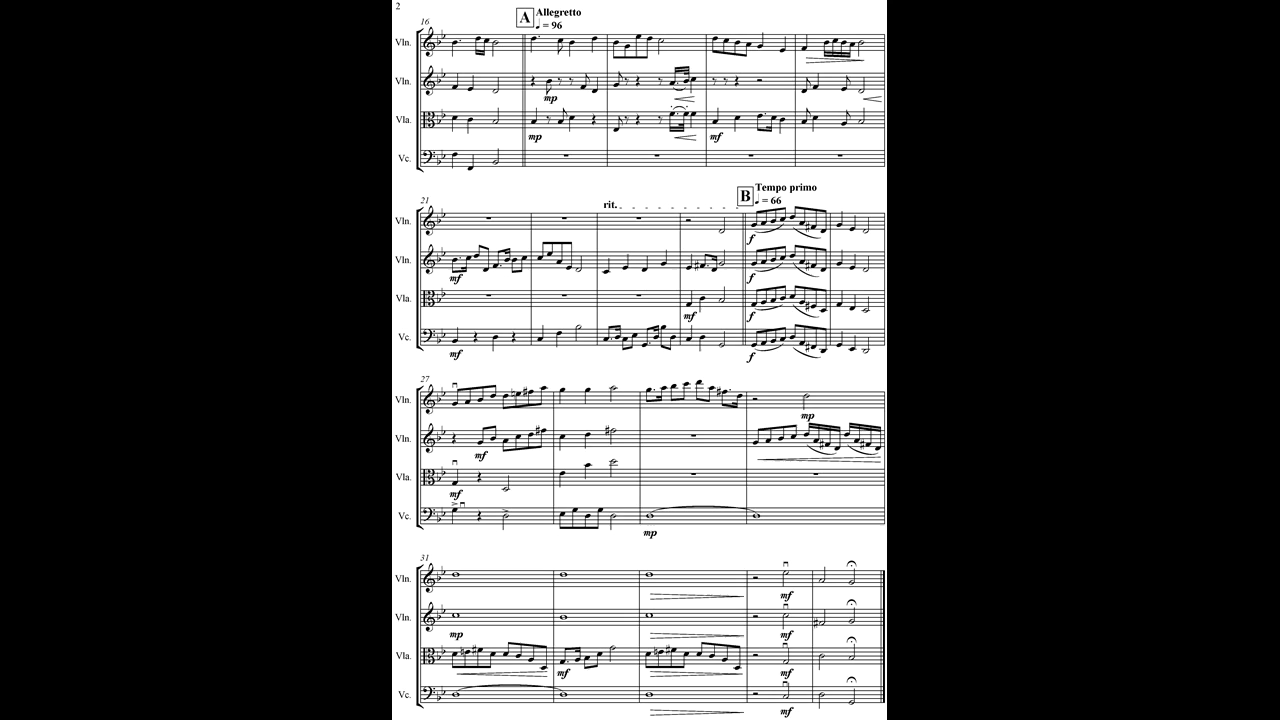 2
16
A Allegretto
♩ = 96
Vln.
Vln.
mp
Vla.
mp mf
Vc.
21
rit.
B Tempo primo
♩ = 66
Vln.
f
Vln.
mf f
Vla.
mf f
Vc.
mf f
27
Vln.
mp
Vln.
mf
Vla.
mf
Vc.
mp
31
Vln.
mf
Vln.
mp mf
Vla.
mf
Vc.
mf